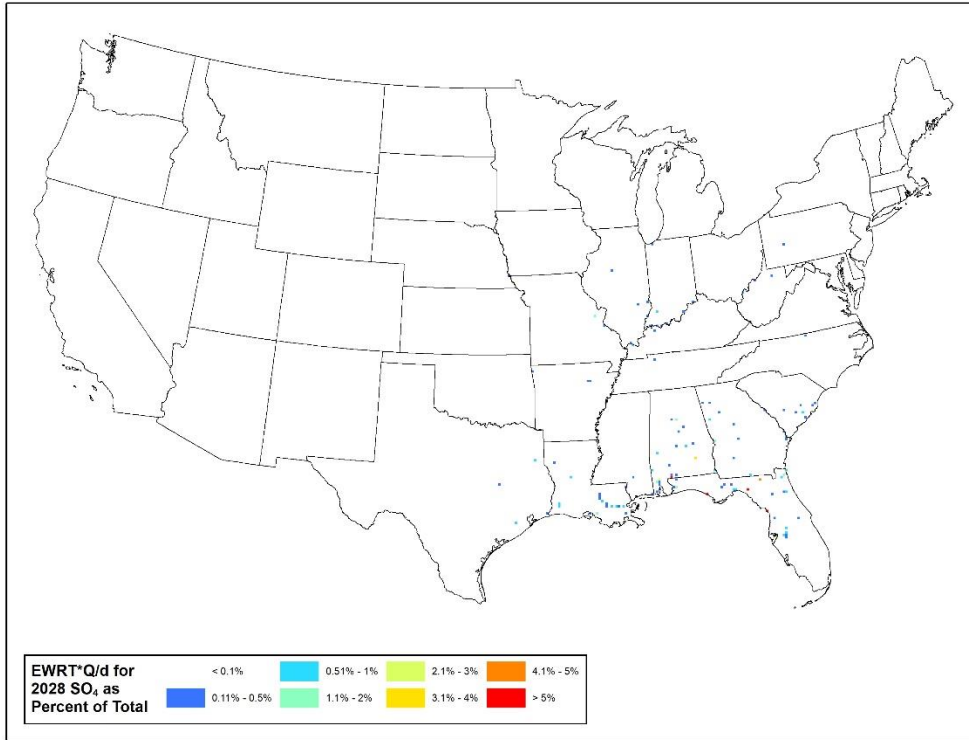 EWRT*Q/d for
2028 SO₄ as
Percent of Total
< 0.1%
0.51% - 1%
2.1% - 3%
4.1% - 5%
0.11% - 0.5%
1.1% - 2%
3.1% - 4%
> 5%